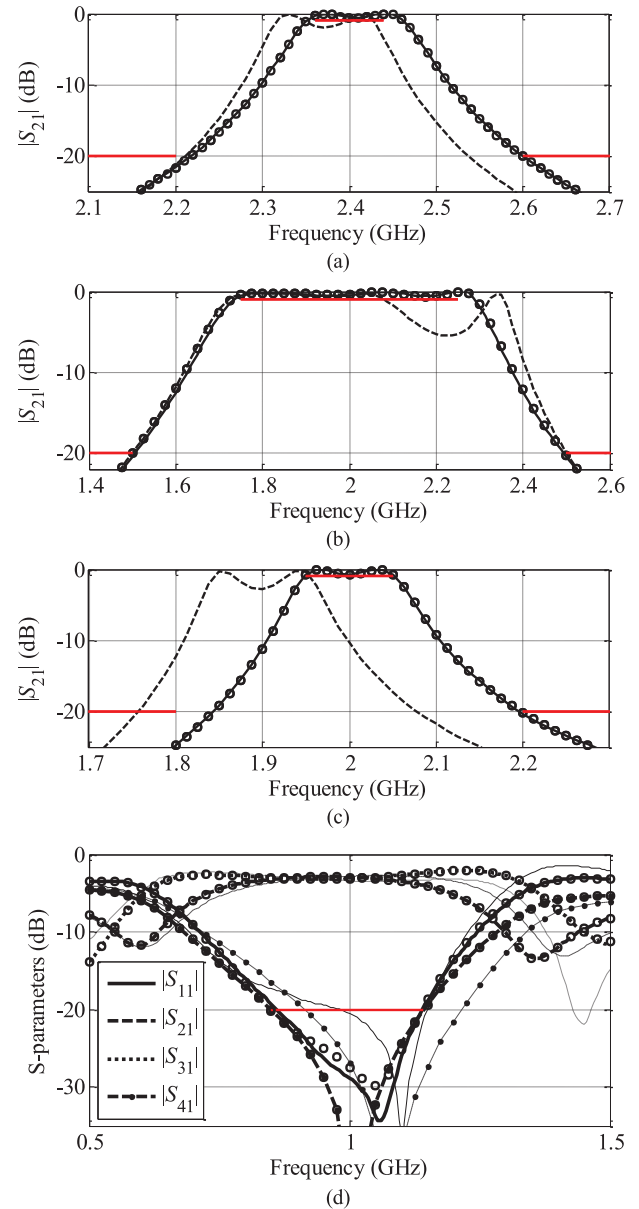 0
-10
-20
|S21| (dB)
2.1 2.2 2.3 2.4 2.5 2.6 2.7
Frequency (GHz)
(a)
0
-10
-20
|S21| (dB)
1.4 1.6 1.8 2 2.2 2.4 2.6
Frequency (GHz)
(b)
0
-10
-20
|S21| (dB)
1.7 1.8 1.9 2 2.1 2.2
Frequency (GHz)
(c)
0
-10
-20
-30
S-parameters (dB)
|S11|
|S21|
|S31|
|S41|
0.5 1 1.5
Frequency (GHz)
(d)